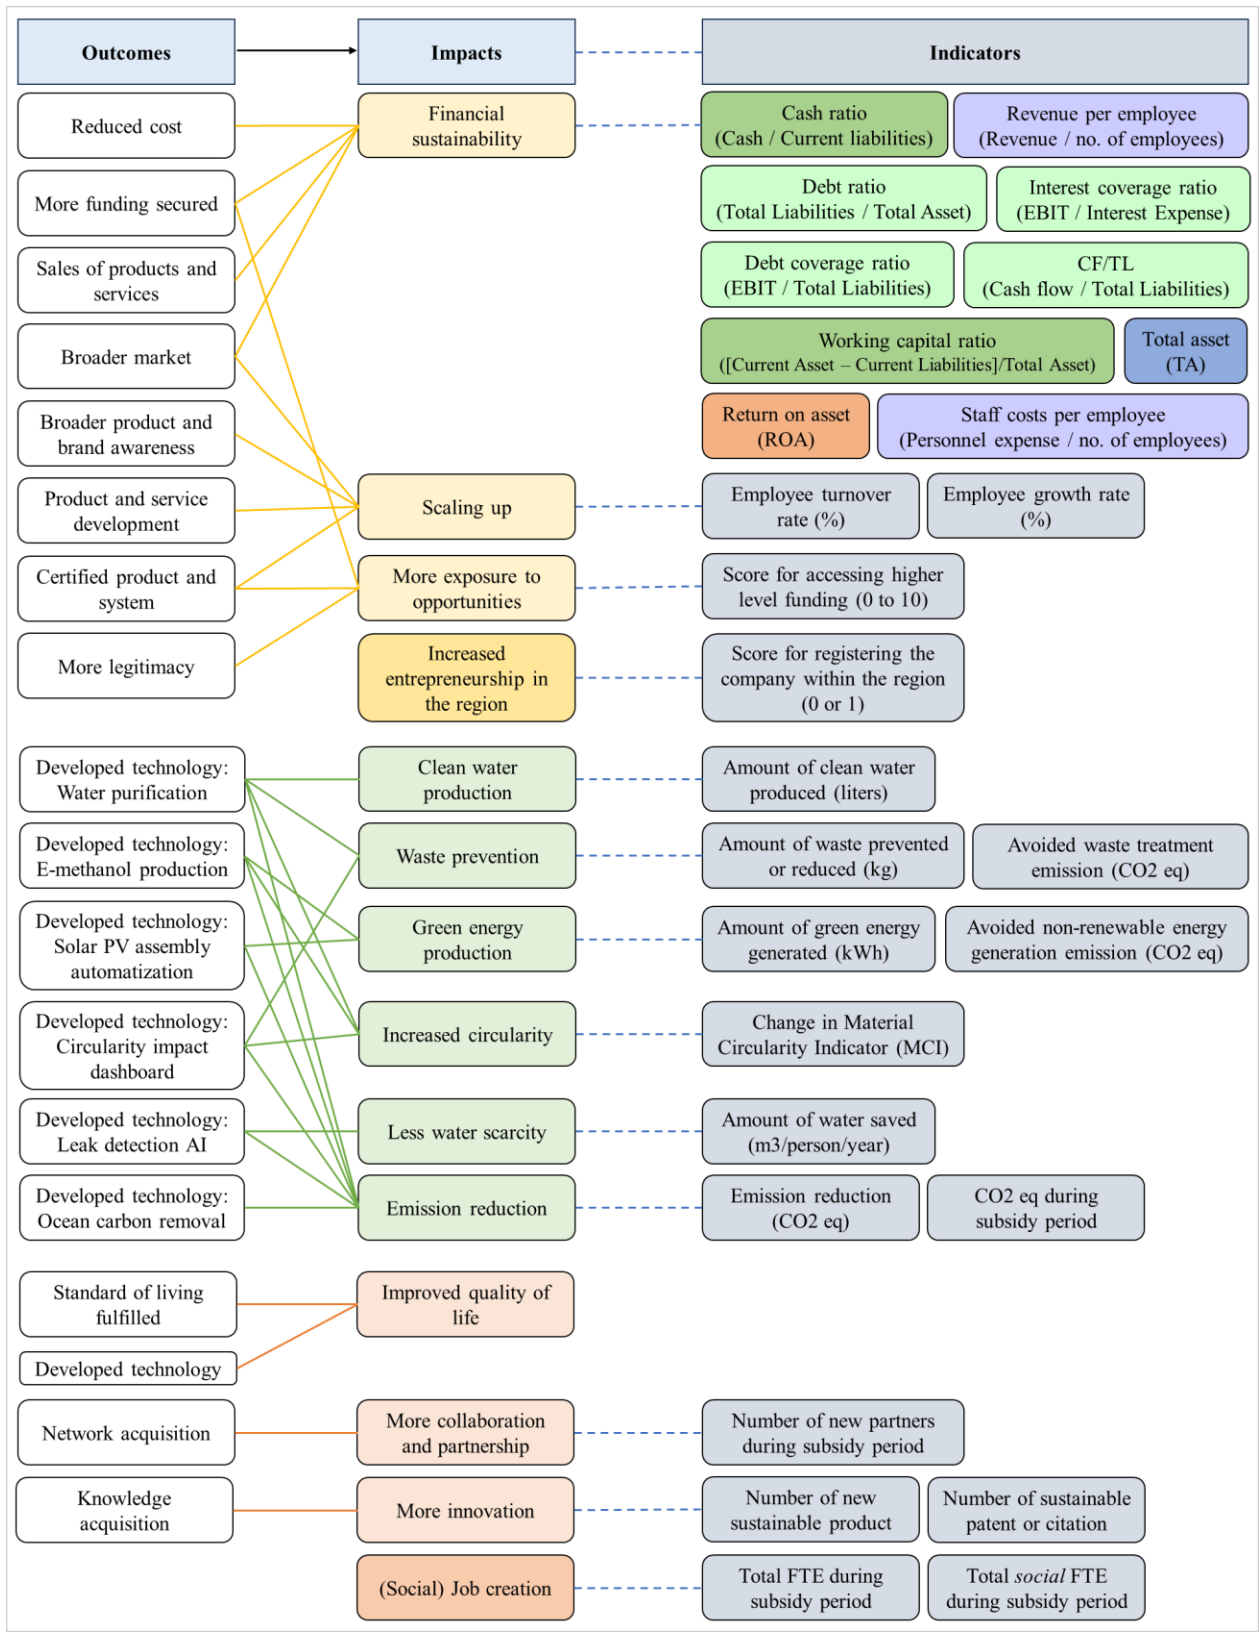 Outcomes
Impacts
Indicators
Reduced cost
Financial
sustainability
Cash ratio
(Cash / Current liabilities)
Revenue per employee
(Revenue / no. of employees)
More funding secured
Debt ratio
(Total Liabilities / Total Asset)
Interest coverage ratio
(EBIT / Interest Expense)
Sales of products and
services
Debt coverage ratio
(EBIT / Total Liabilities)
CF/TL
(Cash flow / Total Liabilities)
Broader market
Working capital ratio
([Current Asset – Current Liabilities]/Total Asset)
Total asset
(TA)
Broader product and
brand awareness
Return on asset
(ROA)
Staff costs per employee
(Personnel expense / no. of employees)
Product and service
development
Scaling up
Employee turnover
rate (%)
Employee growth rate
(%)
Certified product and
system
More exposure to
opportunities
Score for accessing higher
level funding (0 to 10)
More legitimacy
Increased
entrepreneurship in
the region
Score for registering the
company within the region
(0 or 1)
Developed technology:
Water purification
Clean water
production
Amount of clean water
produced (liters)
Developed technology:
E-methanol production
Waste prevention
Amount of waste prevented
or reduced (kg)
Avoided waste treatment
emission (CO2 eq)
Developed technology:
Solar PV assembly
automatization
Green energy
production
Amount of green energy
generated (kWh)
Avoided non-renewable energy
generation emission (CO2 eq)
Developed technology:
Circularity impact
dashboard
Increased circularity
Change in Material
Circularity Indicator (MCI)
Developed technology:
Leak detection AI
Less water scarcity
Amount of water saved
(m3/person/year)
Developed technology:
Ocean carbon removal
Emission reduction
Emission reduction
(CO2 eq)
CO2 eq during
subsidy period
Standard of living
fulfilled
Improved quality of
life
Developed technology
Network acquisition
More collaboration
and partnership
Number of new partners
during subsidy period
Knowledge
acquisition
More innovation
Number of new
sustainable product
Number of sustainable
patent or citation
(Social) Job creation
Total FTE during
subsidy period
Total social FTE
during subsidy period